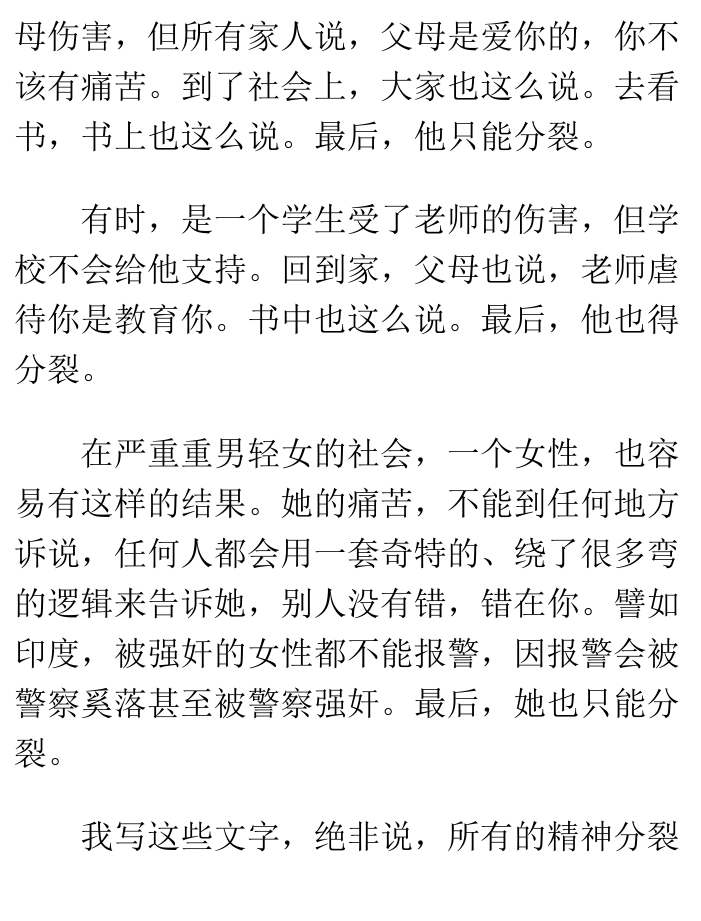 母伤害，但所有家人说，父母是爱你的，你不
该有痛苦。到了社会上，大家也这么说。去看
书，书上也这么说。最后，他只能分裂。
有时，是一个学生受了老师的伤害，但学
校不会给他支持。回到家，父母也说，老师虐
待你是教育你。书中也这么说。最后，他也得
分裂。
在严重重男轻女的社会，一个女性，也容
易有这样的结果。她的痛苦，不能到任何地方
诉说，任何人都会用一套奇特的、绕了很多弯
的逻辑来告诉她，别人没有错，错在你。譬如
印度，被强奸的女性都不能报警，因报警会被
警察奚落甚至被警察强奸。最后，她也只能分
裂。
我写这些文字，绝非说，所有的精神分裂